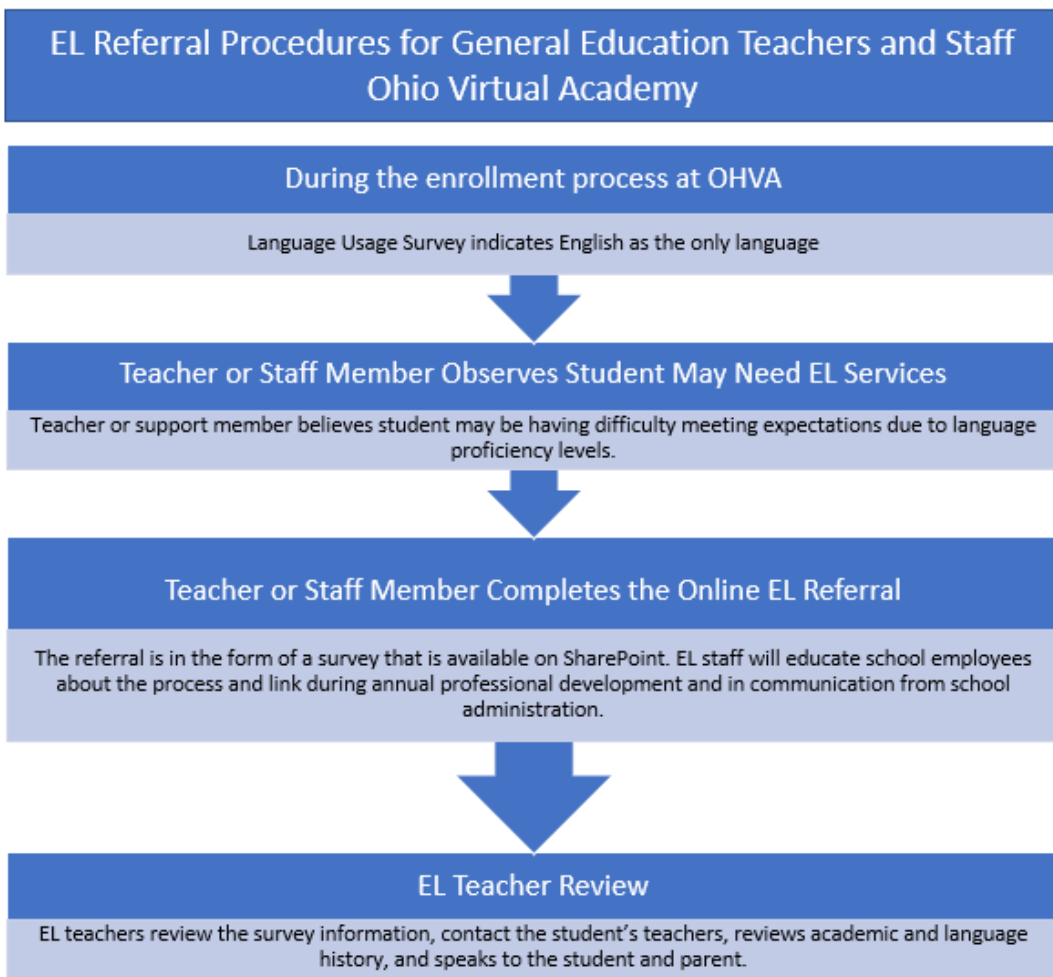 EL Referral Procedures for General Education Teachers and Staff
Ohio Virtual Academy
During the enrollment process at OHVA
Language Usage Survey indicates English as the only language
Teacher or Staff Member Observes Student May Need EL Services
Teacher or support member believes student may be having difficulty meeting expectations due to language
proficiency levels.
Teacher or Staff Member Completes the Online EL Referral
The referral is in the form of a survey that is available on SharePoint. EL staff will educate school employees
about the process and link during annual professional development and in communication from school
administration.
EL Teacher Review
EL teachers review the survey information, contact the student's teachers, reviews academic and language
history, and speaks to the student and parent.